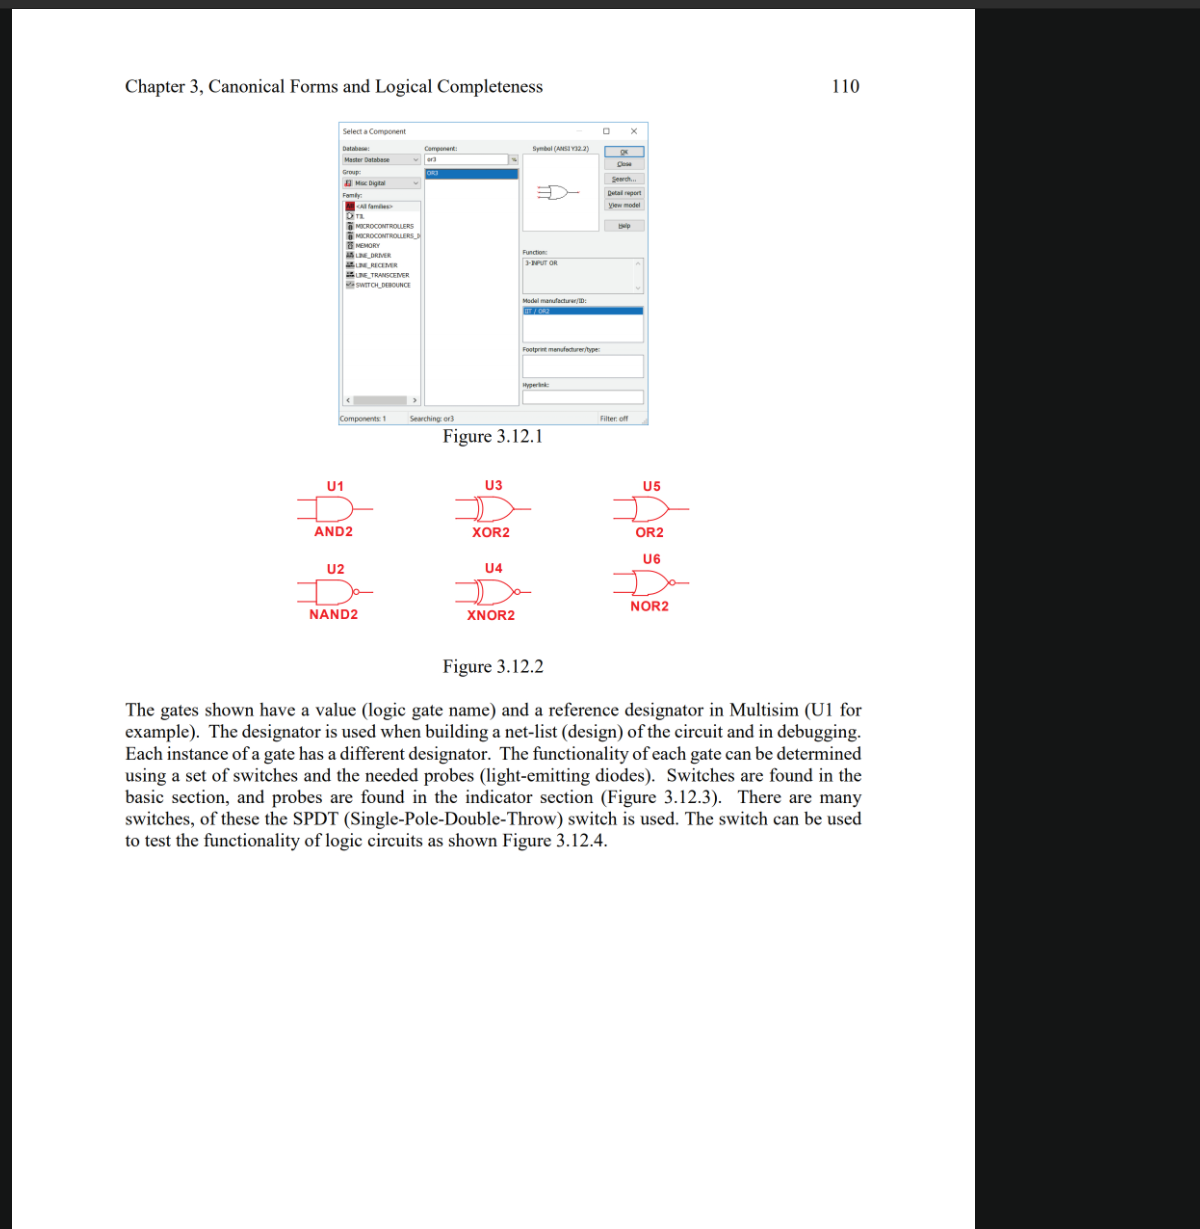 Chapter 3, Canonical Forms and Logical Completeness 110
Select a Component
Database:
Master Database
Group:
Misc Digital
Family:
<All families>
TIL
MICROCONTROLLERS
MICROCONTROLLERS_
MEMORY
LINE_DRIVER
LINE_RECEIVER
LINE_TRANSCEIVER
SWITCH_DEBOUNCE
Component:
or3
OR3
Symbol (ANSI Y32.2)
OK
Close
Search...
Detail report
View model
Help
Function:
3-INPUT OR
Model manufacturer/ID:
IIT / OR2
Footprint manufacturer/type:
Hyperlink:
Components: 1 Searching: or3 Filter: off
Figure 3.12.1
U1 U3 U5
AND2 XOR2 OR2
U2 U4 U6
NAND2 XNOR2 NOR2
Figure 3.12.2
The gates shown have a value (logic gate name) and a reference designator in Multisim (U1 for
example). The designator is used when building a net-list (design) of the circuit and in debugging.
Each instance of a gate has a different designator. The functionality of each gate can be determined
using a set of switches and the needed probes (light-emitting diodes). Switches are found in the
basic section, and probes are found in the indicator section (Figure 3.12.3). There are many
switches, of these the SPDT (Single-Pole-Double-Throw) switch is used. The switch can be used
to test the functionality of logic circuits as shown Figure 3.12.4.